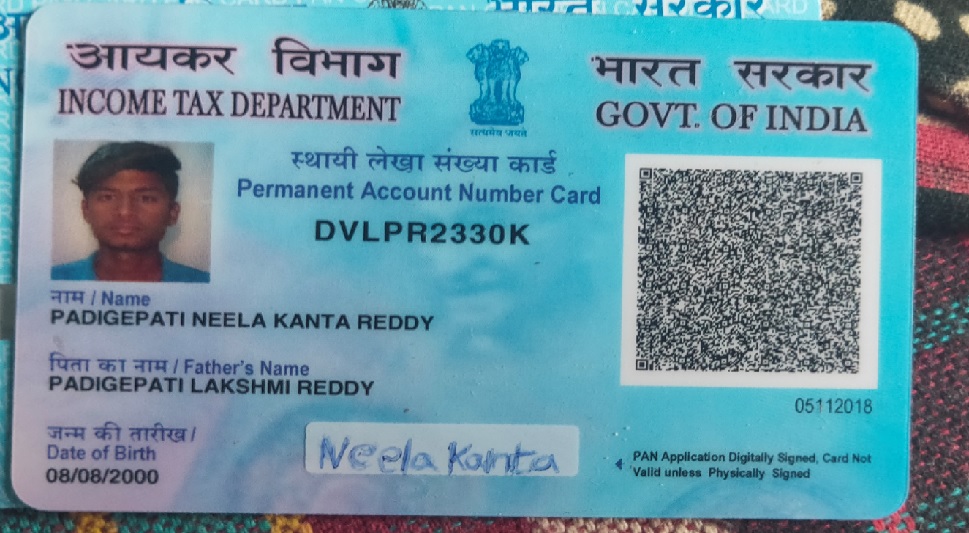 आयकर विभाग
INCOME TAX DEPARTMENT
सत्यमेव जयते
भारत सरकार
GOVT. OF INDIA
स्थायी लेखा संख्या कार्ड
Permanent Account Number Card
DVLPR2330K
नाम / Name
PADIGEPATI NEELA KANTA REDDY
पिता का नाम / Father's Name
PADIGEPATI LAKSHMI REDDY
05112018
जन्म की तारीख /
Date of Birth
08/08/2000
Neela Kanta
PAN Application Digitally Signed, Card Not
Valid unless Physically Signed